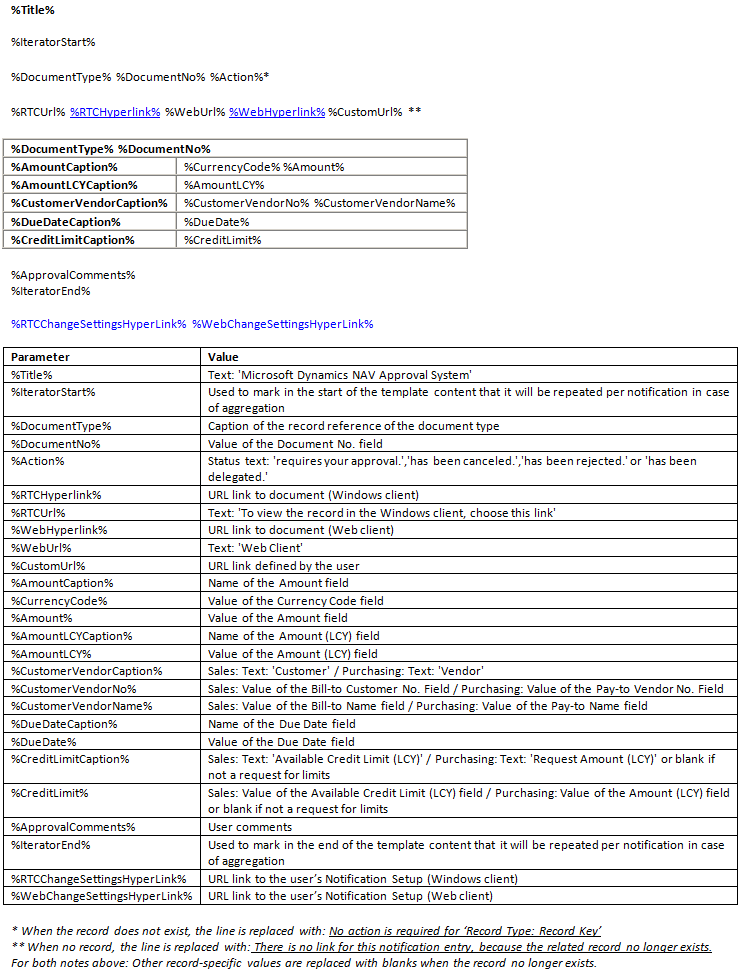 %Title%
%IteratorStart%
%DocumentType% %DocumentNo% %Action%*
%RTCUrl% %RTCHyperlink% %WebUrl% %WebHyperlink% %CustomUrl% **
%DocumentType% %DocumentNo%
%AmountCaption% %CurrencyCode% %Amount%
%AmountLCYCaption% %AmountLCY%
%CustomerVendorCaption% %CustomerVendorNo% %CustomerVendorName%
%DueDateCaption% %DueDate%
%CreditLimitCaption% %CreditLimit%
%ApprovalComments%
%IteratorEnd%
%RTCChangeSettingsHyperLink% %WebChangeSettingsHyperLink%
Parameter Value
%Title% Text: 'Microsoft Dynamics NAV Approval System'
%IteratorStart% Used to mark in the start of the template content that it will be repeated per notification in case
of aggregation
%DocumentType% Caption of the record reference of the document type
%DocumentNo% Value of the Document No. field
%Action% Status text: 'requires your approval.','has been canceled.','has been rejected.' or 'has been
delegated.'
%RTCHyperlink% URL link to document (Windows client)
%RTCUrl% Text: 'To view the record in the Windows client, choose this link'
%WebHyperlink% URL link to document (Web client)
%WebUrl% Text: 'Web Client'
%CustomUrl% URL link defined by the user
%AmountCaption% Name of the Amount field
%CurrencyCode% Value of the Currency Code field
%Amount% Value of the Amount field
%AmountLCYCaption% Name of the Amount (LCY) field
%AmountLCY% Value of the Amount (LCY) field
%CustomerVendorCaption% Sales: Text: 'Customer' / Purchasing: Text: 'Vendor'
%CustomerVendorNo% Sales: Value of the Bill-to Customer No. Field / Purchasing: Value of the Pay-to Vendor No. Field
%CustomerVendorName% Sales: Value of the Bill-to Name field / Purchasing: Value of the Pay-to Name field
%DueDateCaption% Name of the Due Date field
%DueDate% Value of the Due Date field
%CreditLimitCaption% Sales: Text: 'Available Credit Limit (LCY)' / Purchasing: Text: 'Request Amount (LCY)' or blank if
not a request for limits
%CreditLimit% Sales: Value of the Available Credit Limit (LCY) field / Purchasing: Value of the Amount (LCY) field
or blank if not a request for limits
%ApprovalComments% User comments
%IteratorEnd% Used to mark in the end of the template content that it will be repeated per notification in case
of aggregation
%RTCChangeSettingsHyperLink% URL link to the user’s Notification Setup (Windows client)
%WebChangeSettingsHyperLink% URL link to the user’s Notification Setup (Web client)
* When the record does not exist, the line is replaced with: No action is required for ‘Record Type: Record Key’
** When no record, the line is replaced with: There is no link for this notification entry, because the related record no longer exists.
For both notes above: Other record-specific values are replaced with blanks when the record no longer exists.